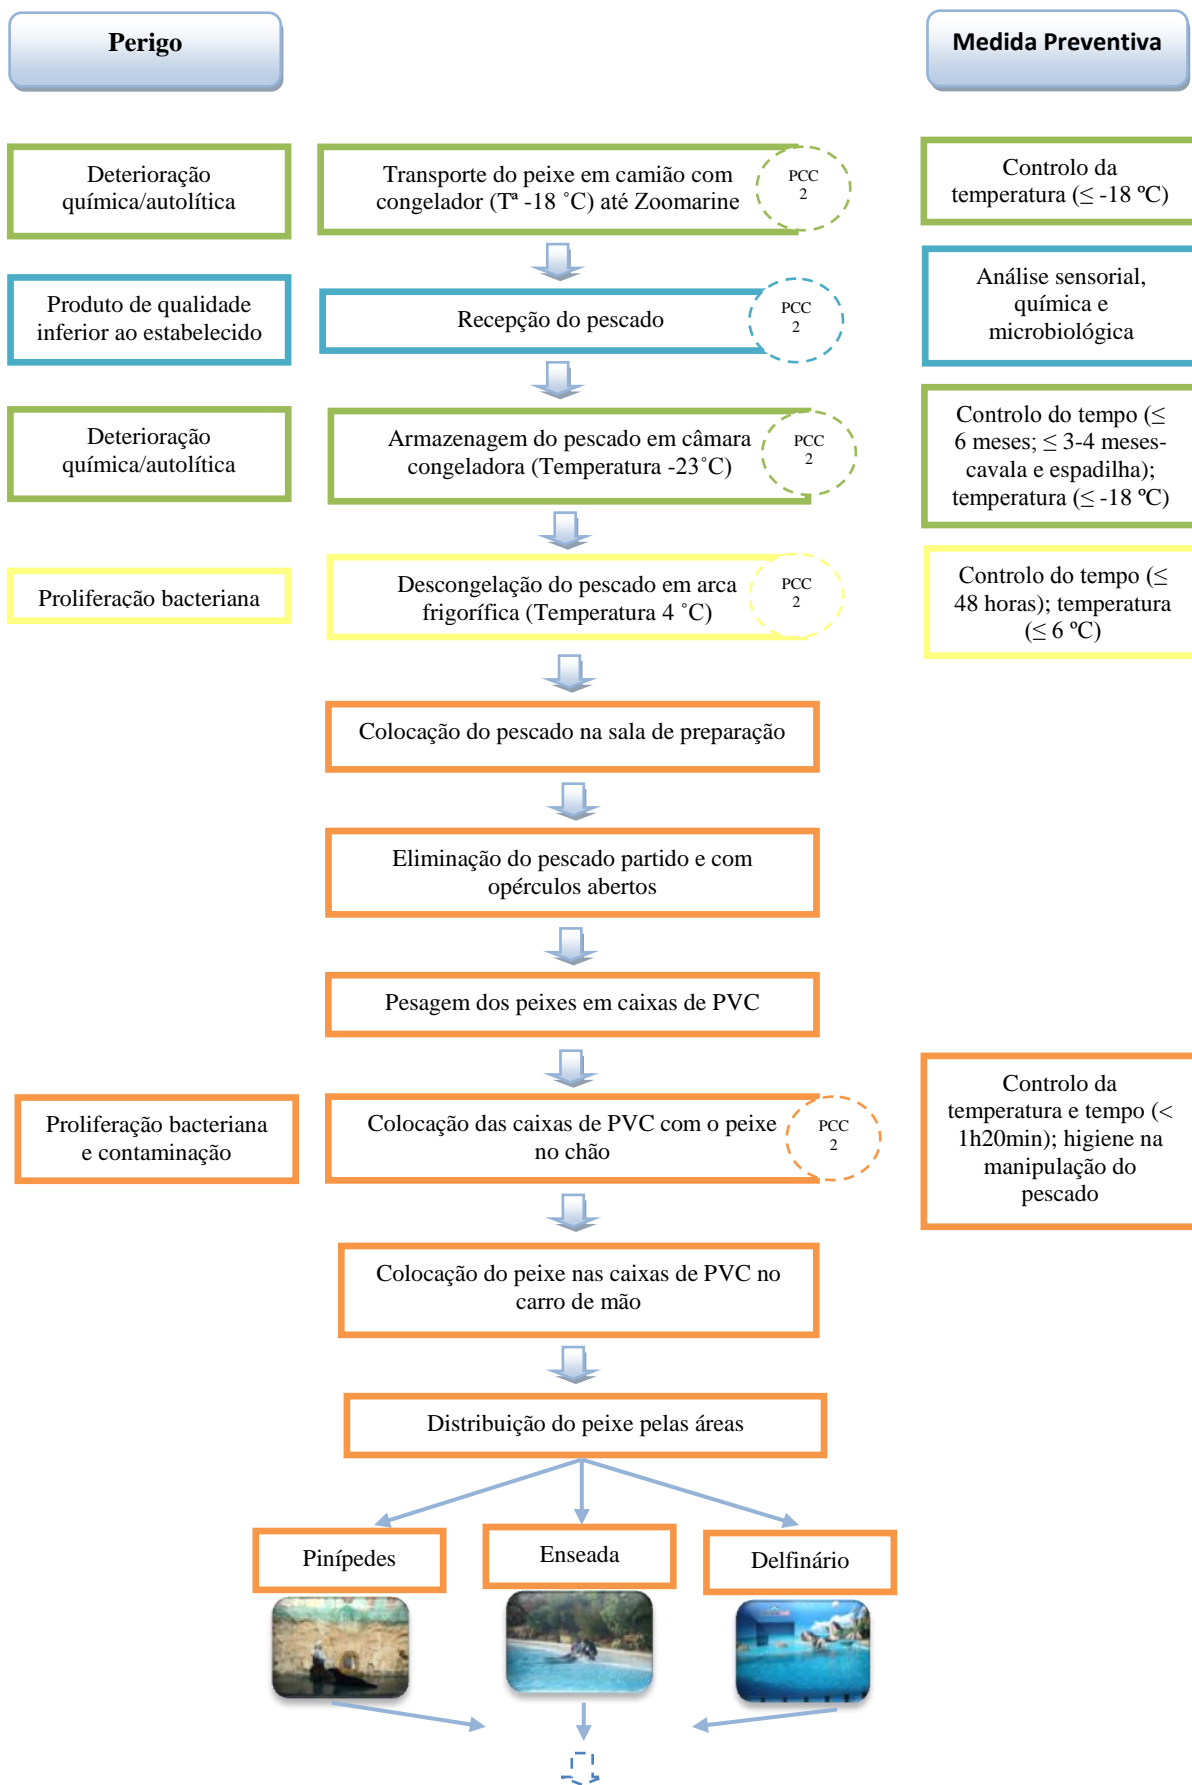 Perigo
Medida Preventiva
Deterioração
química/autolítica
Transporte do peixe em camião com
congelador (Tª -18 ˚C) até Zoomarine
PCC
2
Controlo da
temperatura (≤ -18 ºC)
Produto de qualidade
inferior ao estabelecido
Recepção do pescado
PCC
2
Análise sensorial,
química e
microbiológica
Deterioração
química/autolítica
Armazenagem do pescado em câmara
congeladora (Temperatura -23˚C)
PCC
2
Controlo do tempo (≤
6 meses; ≤ 3-4 meses-
cavala e espadilha);
temperatura (≤ -18 ºC)
Proliferação bacteriana
Descongelação do pescado em arca
frigorífica (Temperatura 4 ˚C)
PCC
2
Controlo do tempo (≤
48 horas); temperatura
(≤ 6 ºC)
Colocação do pescado na sala de preparação
Eliminação do pescado partido e com
opérculos abertos
Pesagem dos peixes em caixas de PVC
Proliferação bacteriana
e contaminação
Colocação das caixas de PVC com o peixe
no chão
PCC
2
Controlo da
temperatura e tempo (<
1h20min); higiene na
manipulação do
pescado
Colocação do peixe nas caixas de PVC no
carro de mão
Distribuição do peixe pelas áreas
Pinípedes
Enseada
Delfinário